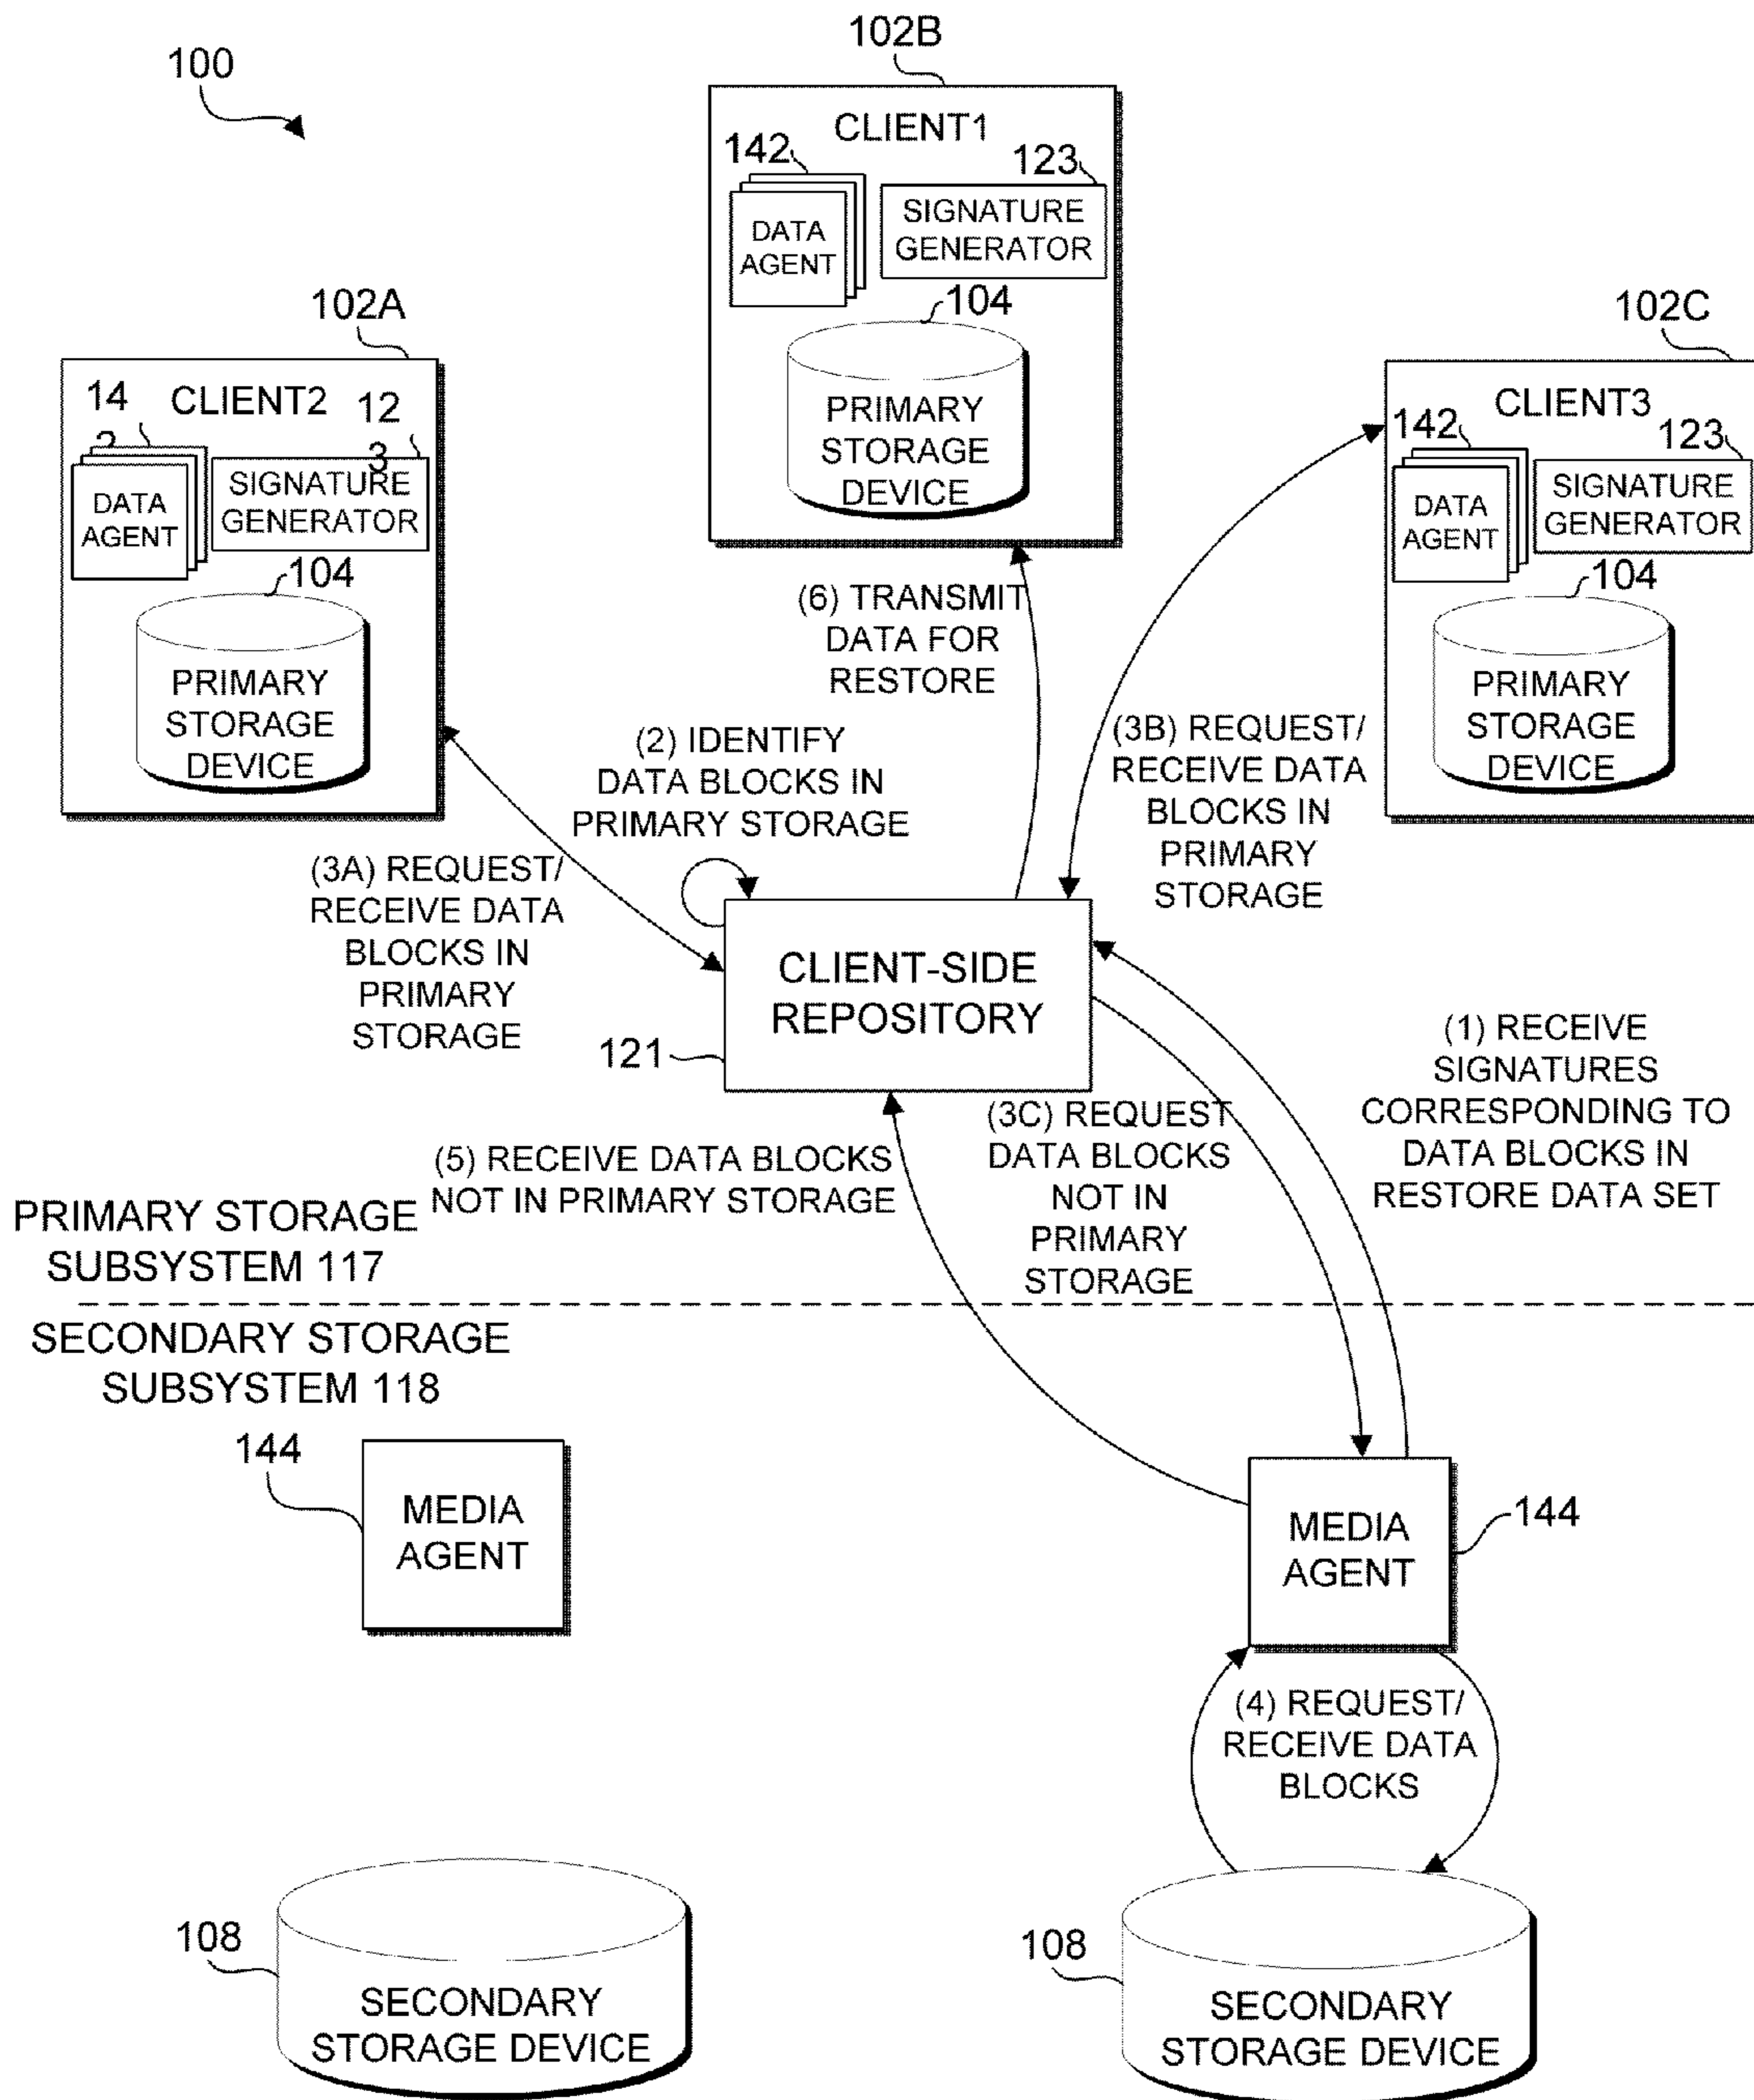 100
102B
CLIENT1
142
123
DATA
AGENT
SIGNATURE
GENERATOR
104
PRIMARY
STORAGE
DEVICE
102A
CLIENT2
14
2
12
3
DATA
AGENT
SIGNATURE
GENERATOR
104
PRIMARY
STORAGE
DEVICE
102C
CLIENT3
142
123
DATA
AGENT
SIGNATURE
GENERATOR
104
PRIMARY
STORAGE
DEVICE
(6) TRANSMIT
DATA FOR
RESTORE
(2) IDENTIFY
DATA BLOCKS IN
PRIMARY STORAGE
(3B) REQUEST/
RECEIVE DATA
BLOCKS IN
PRIMARY
STORAGE
(3A) REQUEST/
RECEIVE DATA
BLOCKS IN
PRIMARY
STORAGE
CLIENT-SIDE
REPOSITORY
121
(1) RECEIVE
SIGNATURES
CORRESPONDING TO
DATA BLOCKS IN
RESTORE DATA SET
(3C) REQUEST
DATA BLOCKS
NOT IN
PRIMARY
STORAGE
(5) RECEIVE DATA BLOCKS
NOT IN PRIMARY STORAGE
PRIMARY STORAGE
SUBSYSTEM 117
SECONDARY STORAGE
SUBSYSTEM 118
144
MEDIA
AGENT
MEDIA
AGENT
144
(4) REQUEST/
RECEIVE DATA
BLOCKS
108
SECONDARY
STORAGE DEVICE
108
SECONDARY
STORAGE DEVICE